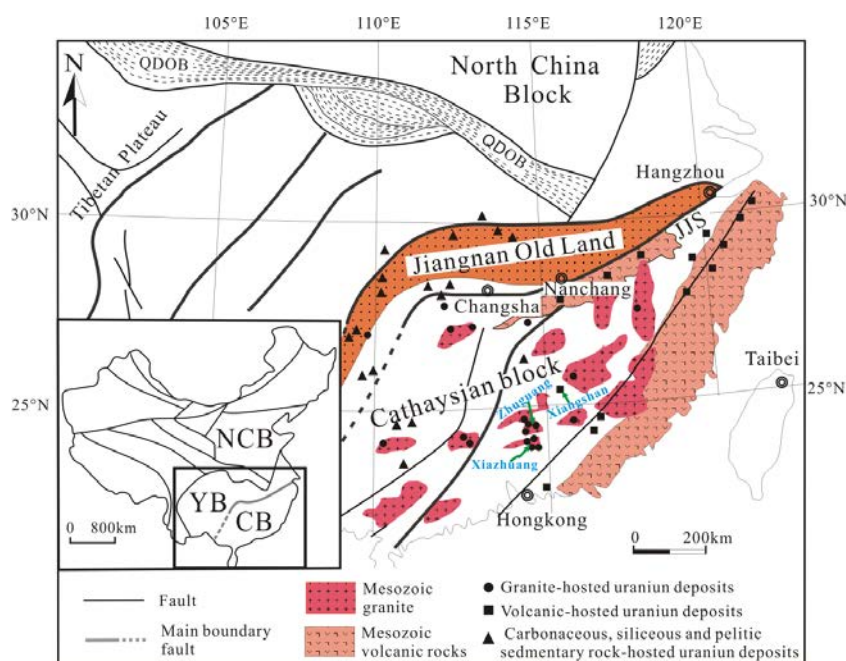 105°E
110°E
115°E
120°E
N
QDOB
North China
Block
QDOB
Tibetan Plateau
Hangzhou
30°N
30°N
JJS
Jiangnan Old Land
Nanchang
Changsha
Taibei
25°N
25°N
Cathaysian block
Zhuguang
Xiangshan
Xiazhuang
Hongkong
NCB
YB
CB
0 800km
0 200km
Fault
Main boundary
fault
Mesozoic
granite
Mesozoic
volcanic rocks
Granite-hosted uraniun deposits
Volcanic-hosted uraniun deposits
Carbonaceous, siliceous and pelitic
sedimentary rock-hosted uraniun deposits